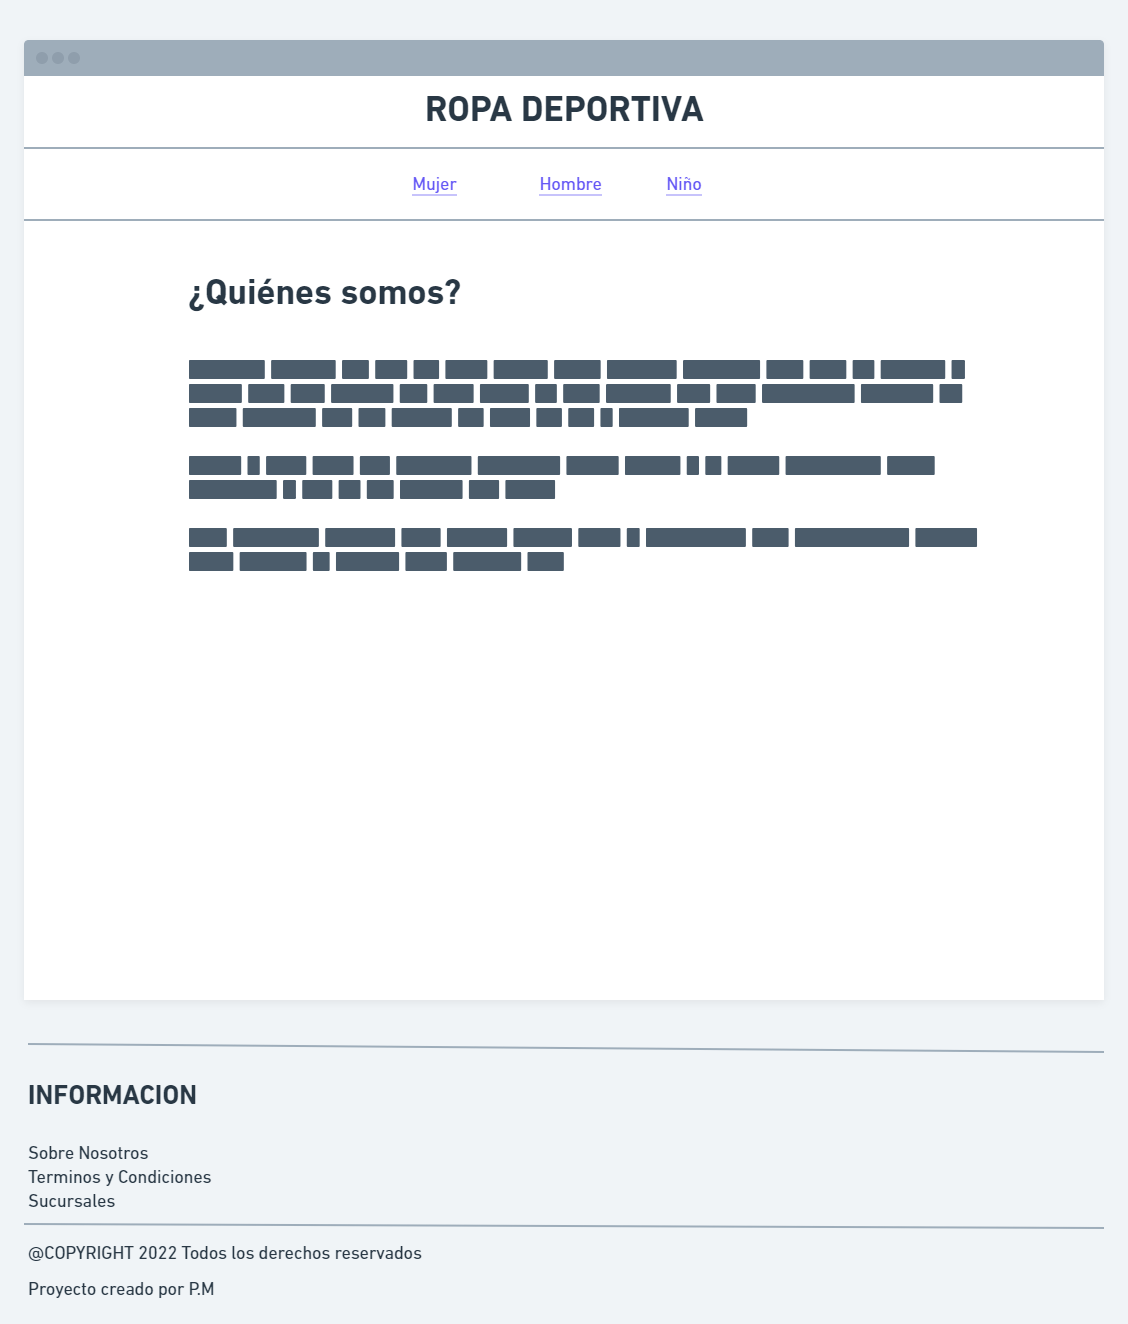 ROPA DEPORTIVA
Mujer Hombre Niño
¿Quiénes somos?
INFORMACION
Sobre Nosotros
Terminos y Condiciones
Sucursales
@COPYRIGHT 2022 Todos los derechos reservados
Proyecto creado por P.M